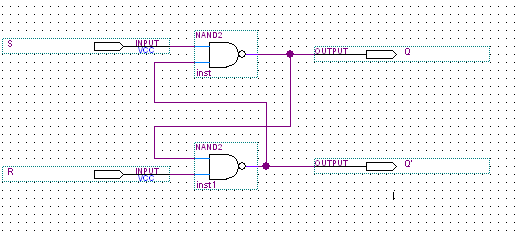 NAND2
S
INPUT
VCC
OUTPUT
Q
inst
NAND2
R
INPUT
VCC
OUTPUT
Q'
inst1